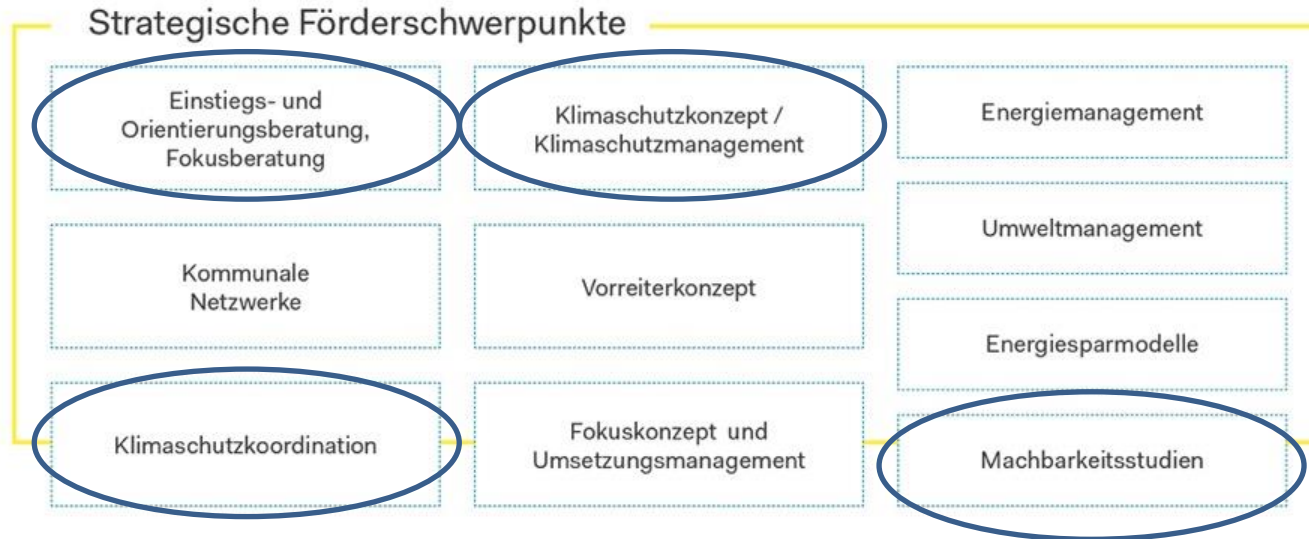 Strategische Förderschwerpunkte
Einstiegs- und
Orientierungsberatung,
Fokusberatung
Klimaschutzkonzept /
Klimaschutzmanagement
Energiemanagement
Umweltmanagement
Kommunale
Netzwerke
Vorreiterkonzept
Energiesparmodelle
Klimaschutzkoordination
Fokuskonzept und
Umsetzungsmanagement
Machbarkeitsstudien